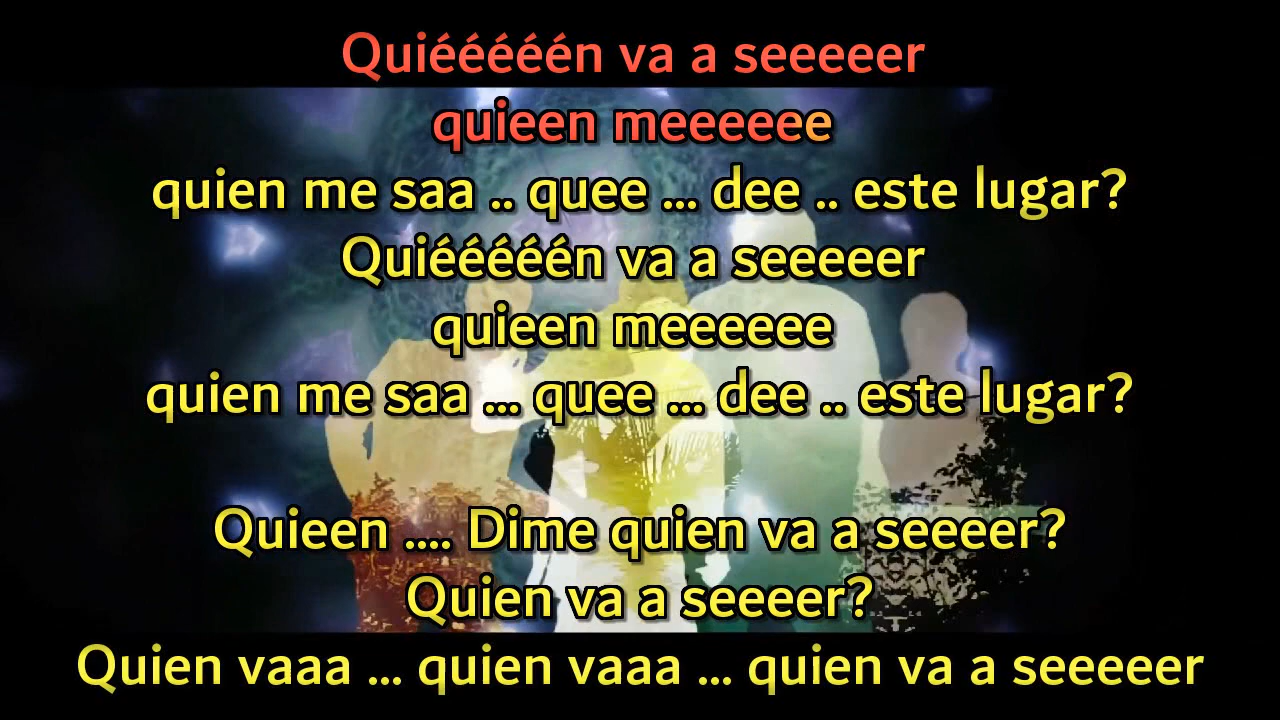 Quiéééééén va a seeeeer
quieen meeeeee
quien me saa .. quee ... dee .. este lugar?
Quiéééééén va a seeeeer
quieen meeeeee
quien me saa ... quee ... dee .. este lugar?
Quieen .... Dime quien va a seeeer?
Quien va a seeeer?
Quien vaaa ... quien vaaa ... quien va a seeeeer